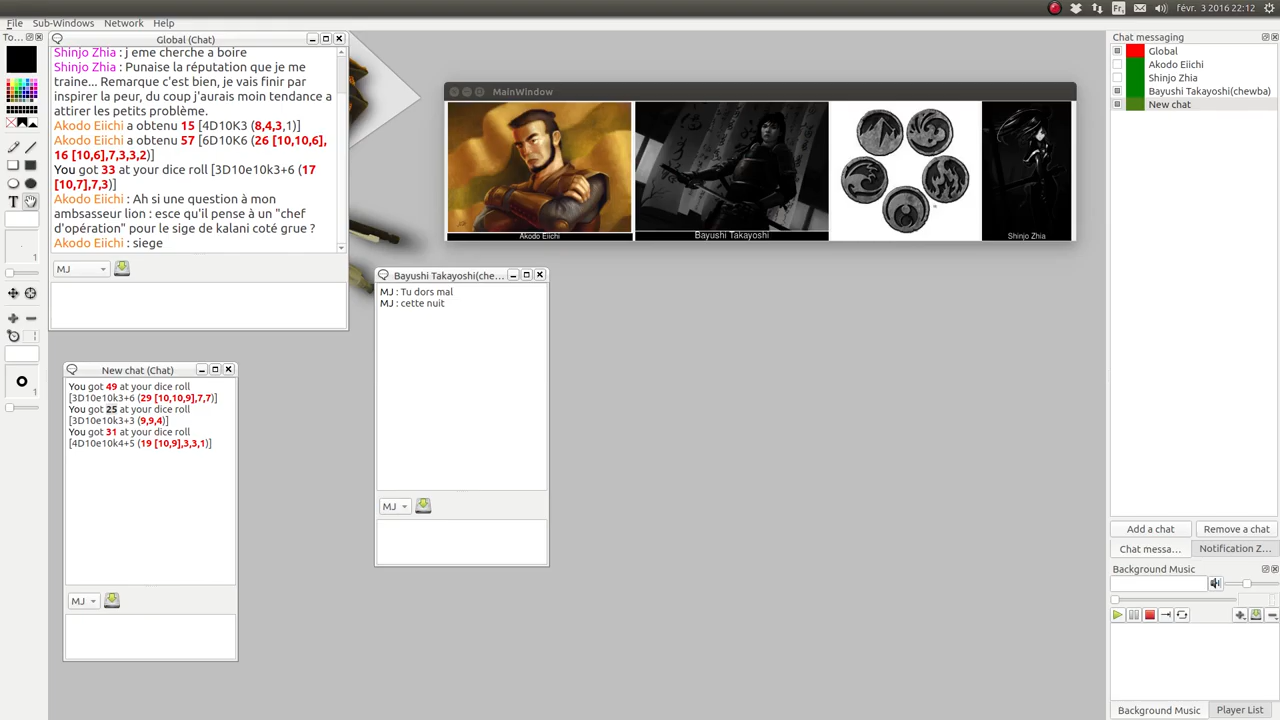 Fr, févr. 3 2016 22:12
File Sub-Windows Network Help
To...
Global (Chat)
Shinjo Zhia : j eme cherche a boire
Shinjo Zhia : Punaise la réputation que je me
traine... Remarque c'est bien, je vais finir par
inspirer la peur, du coup j'aurais moin tendance a
attirer les petits problème.
Akodo Eiichi a obtenu 15 [4D10K3 (8,4,3,1)]
Akodo Eiichi a obtenu 57 [6D10K6 (26 [10,10,6],
16 [10,6],7,3,3,2)]
You got 33 at your dice roll [3D10e10k3+6 (17
[10,7],7,3)]
Akodo Eiichi : Ah si une question à mon
ambsasseur lion : esce qu'il pense à un "chef
d'opération" pour le sige de kalani coté grue ?
Akodo Eiichi : siege
MJ
T
1
1
New chat (Chat)
You got 49 at your dice roll
[3D10e10k3+6 (29 [10,10,9],7,7)]
You got 25 at your dice roll
[3D10e10k3+3 (9,9,4)]
You got 31 at your dice roll
[4D10e10k4+5 (19 [10,9],3,3,1)]
MJ
Bayushi Takayoshi(che...
MJ : Tu dors mal
MJ : cette nuit
MJ
MainWindow
Akodo Eiichi
Bayushi Takayoshi
Shinjo Zhia
Chat messaging
Global
Akodo Eiichi
Shinjo Zhia
Bayushi Takayoshi(chewba)
New chat
Add a chat Remove a chat
Chat messa... Notification Z...
Background Music
Background Music Player List